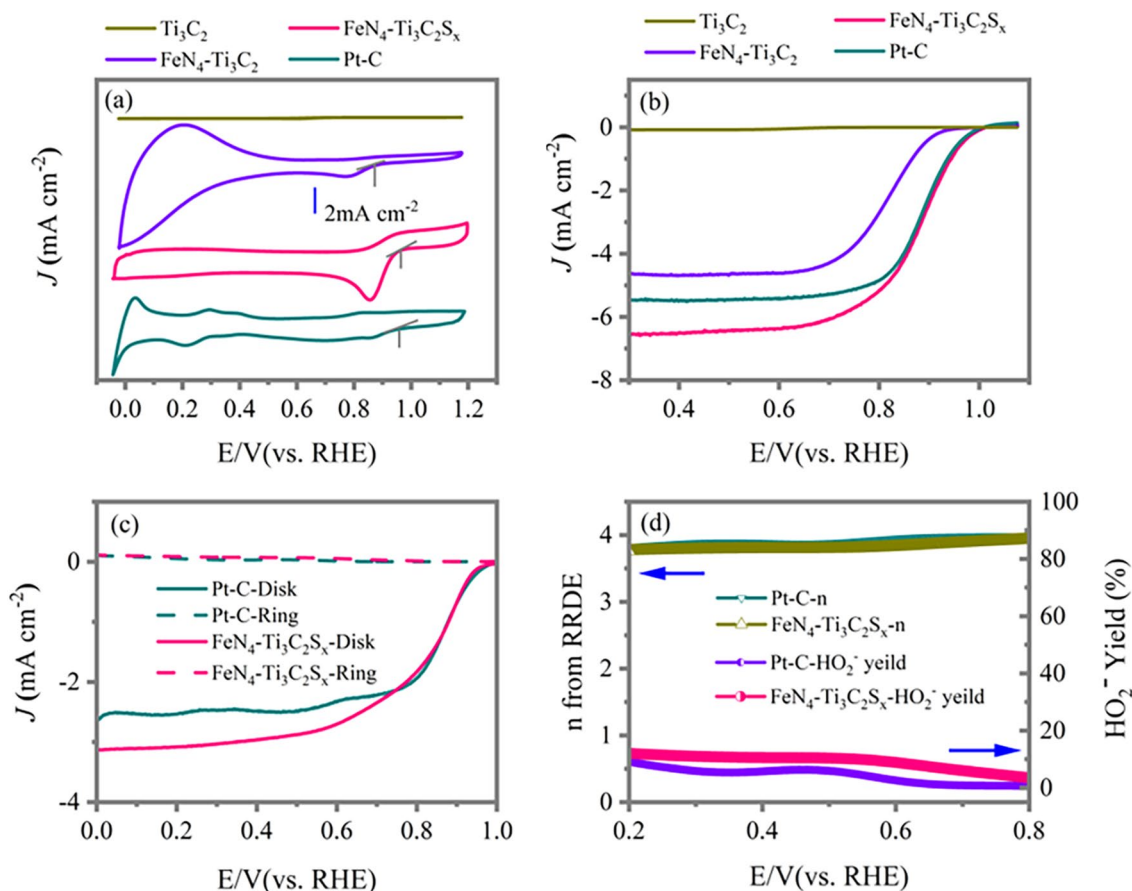 Ti₃C₂ FeN₄-Ti₃C₂Sₓ
FeN₄-Ti₃C₂ Pt-C
(a)
2mA cm⁻²
J (mA cm⁻²)
0.0 0.2 0.4 0.6 0.8 1.0 1.2
E/V(vs. RHE)
Ti₃C₂ FeN₄-Ti₃C₂Sₓ
FeN₄-Ti₃C₂ Pt-C
(b)
J (mA cm⁻²)
0
-2
-4
-6
-8
0.4 0.6 0.8 1.0
E/V(vs. RHE)
(c)
J (mA cm⁻²)
0
-2
-4
Pt-C-Disk
Pt-C-Ring
FeN₄-Ti₃C₂Sₓ-Disk
FeN₄-Ti₃C₂Sₓ-Ring
0.0 0.2 0.4 0.6 0.8 1.0
E/V(vs. RHE)
(d)
n from RRDE
4
3
2
1
0
Pt-C-n
FeN₄-Ti₃C₂Sₓ-n
Pt-C-HO₂⁻ yeild
FeN₄-Ti₃C₂Sₓ-HO₂⁻ yeild
100
80
60
40
20
0
HO₂⁻ Yield (%)
0.2 0.4 0.6 0.8
E/V(vs. RHE)